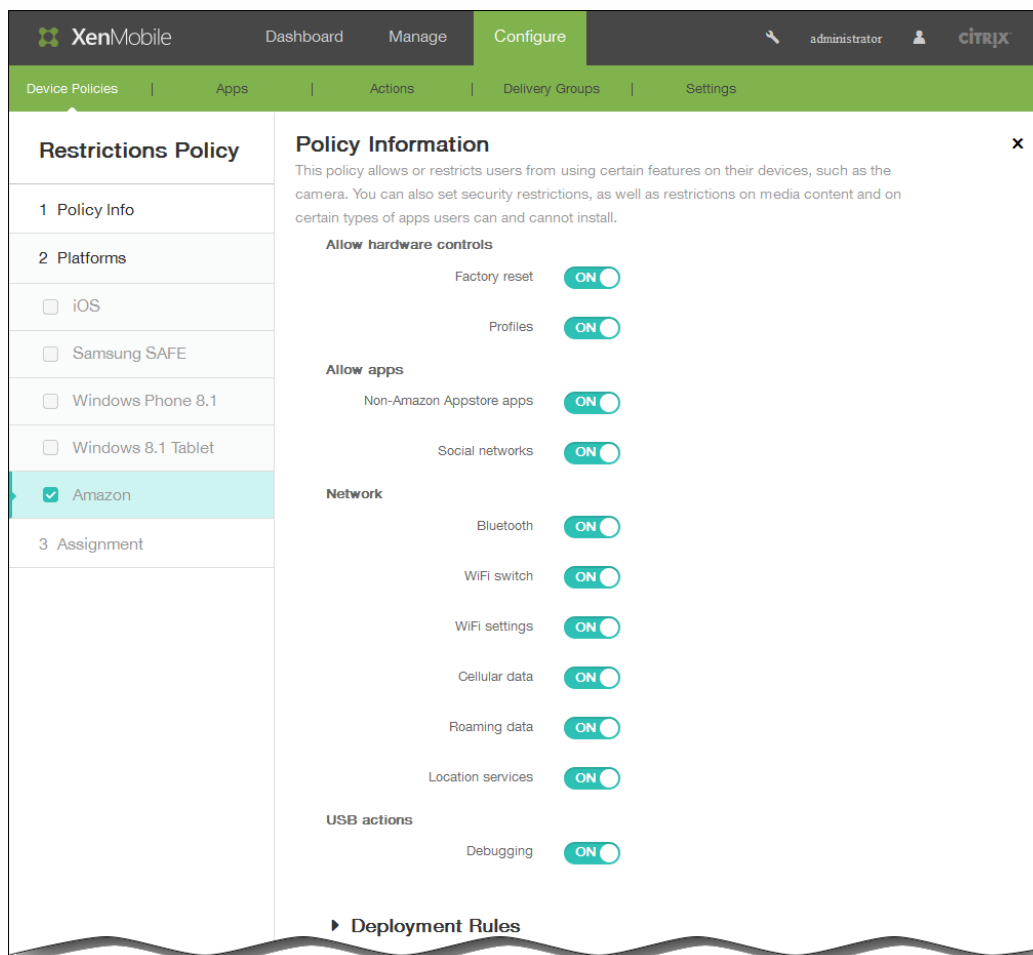 XenMobile Dashboard Manage Configure administrator CİTRIX
Device Policies | Apps | Actions | Delivery Groups | Settings
Restrictions Policy
1 Policy Info
2 Platforms
iOS
Samsung SAFE
Windows Phone 8.1
Windows 8.1 Tablet
Amazon
3 Assignment
Policy Information
This policy allows or restricts users from using certain features on their devices, such as the
camera. You can also set security restrictions, as well as restrictions on media content and on
certain types of apps users can and cannot install.
Allow hardware controls
Factory reset ON
Profiles ON
Allow apps
Non-Amazon Appstore apps ON
Social networks ON
Network
Bluetooth ON
WiFi switch ON
WiFi settings ON
Cellular data ON
Roaming data ON
Location services ON
USB actions
Debugging ON
Deployment Rules